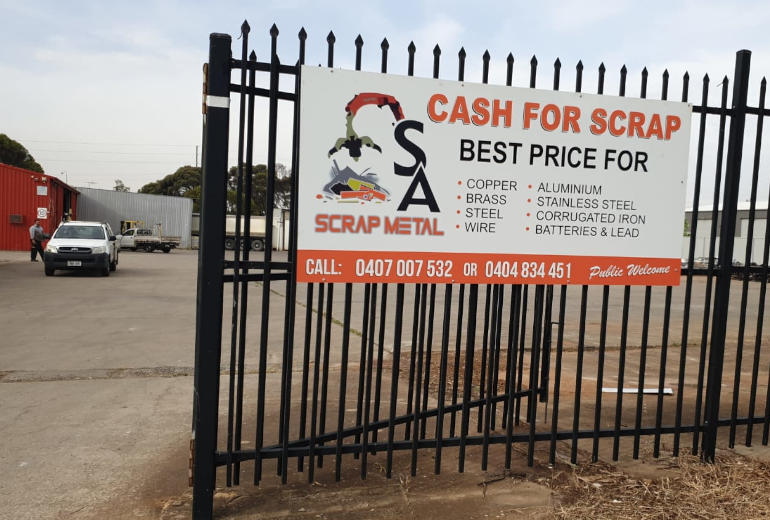 CASH FOR SCRAP
BEST PRICE FOR
SA
SCRAP METAL
• COPPER
• BRASS
• STEEL
• WIRE
• ALUMINIUM
• STAINLESS STEEL
• CORRUGATED IRON
• BATTERIES & LEAD
CALL: 0407 007 532 OR 0404 834 451 Public Welcome